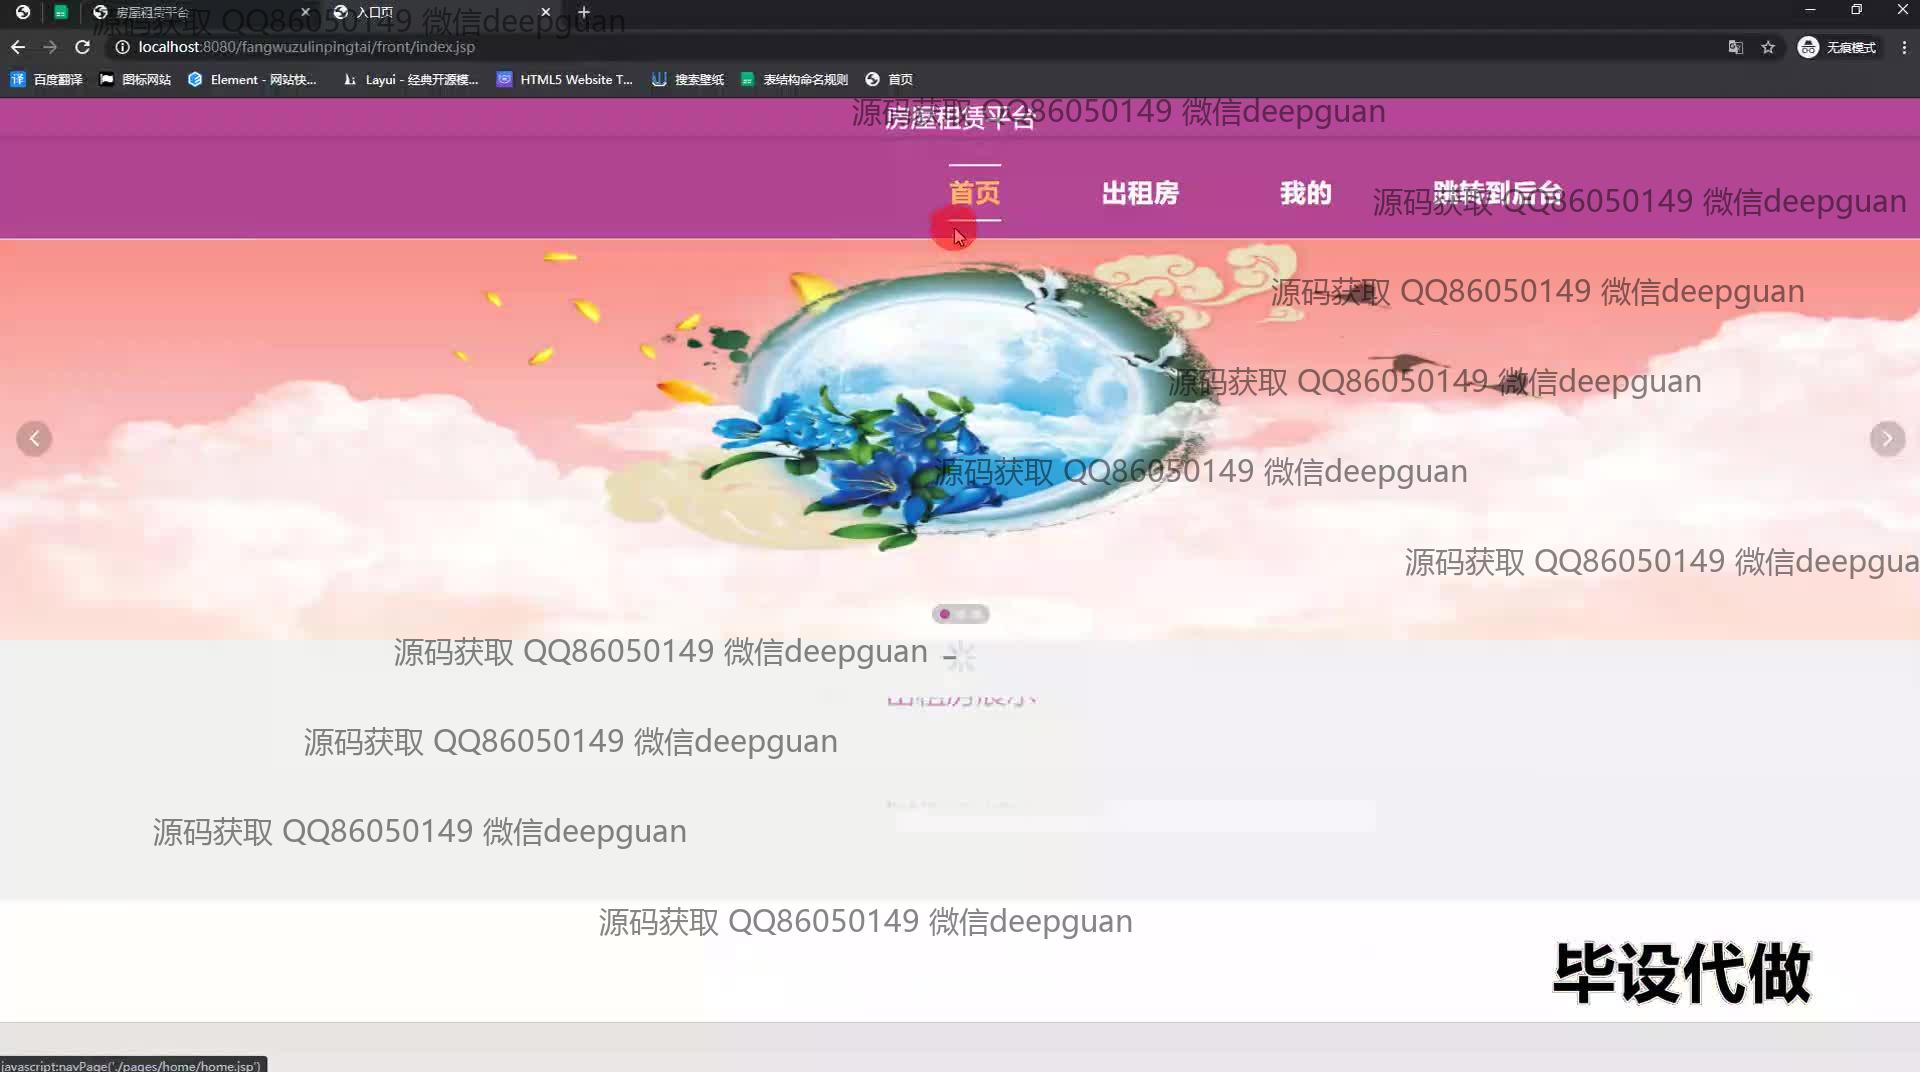 房屋租赁平台
入口页
源码获取 QQ86050149 微信deepguan
localhost:8080/fangwuzulinpingtai/front/index.jsp
无痕模式
百度翻译
图标网站
Element - 网站快...
Layui - 经典开源模...
HTML5 Website T...
搜索壁纸
表结构命名规则
首页
房屋租赁平台
源码获取 QQ86050149 微信deepguan
首页
出租房
我的
跳转到后台
源码获取 QQ86050149 微信deepguan
源码获取 QQ86050149 微信deepguan
源码获取 QQ86050149 微信deepguan
源码获取 QQ86050149 微信deepguan
源码获取 QQ86050149 微信deepgua
源码获取 QQ86050149 微信deepguan
出租房展示
源码获取 QQ86050149 微信deepguan
源码获取 QQ86050149 微信deepguan
源码获取 QQ86050149 微信deepguan
毕设代做
javascript:navPage('./pages/home/home.jsp')